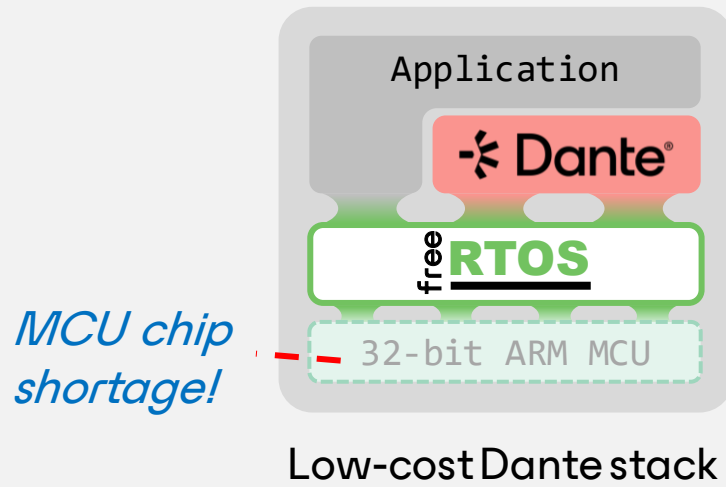 Application
Dante®
free RTOS
MCU chip
shortage!
32-bit ARM MCU
Low-cost Dante stack